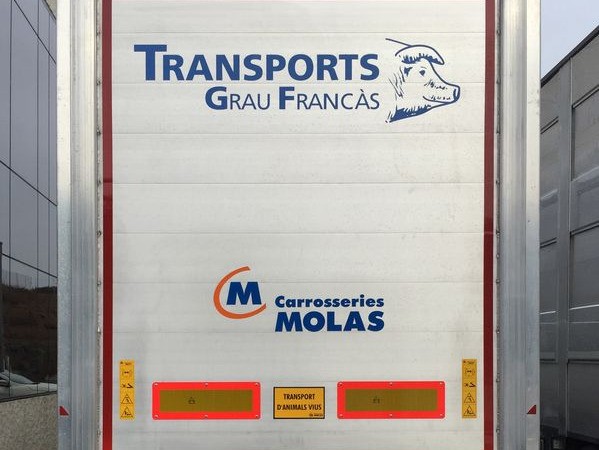 TRANSPORTS
GRAU FRANCÀS
M Carrosseries
MOLAS
TRANSPORT
D'ANIMALS VIUS